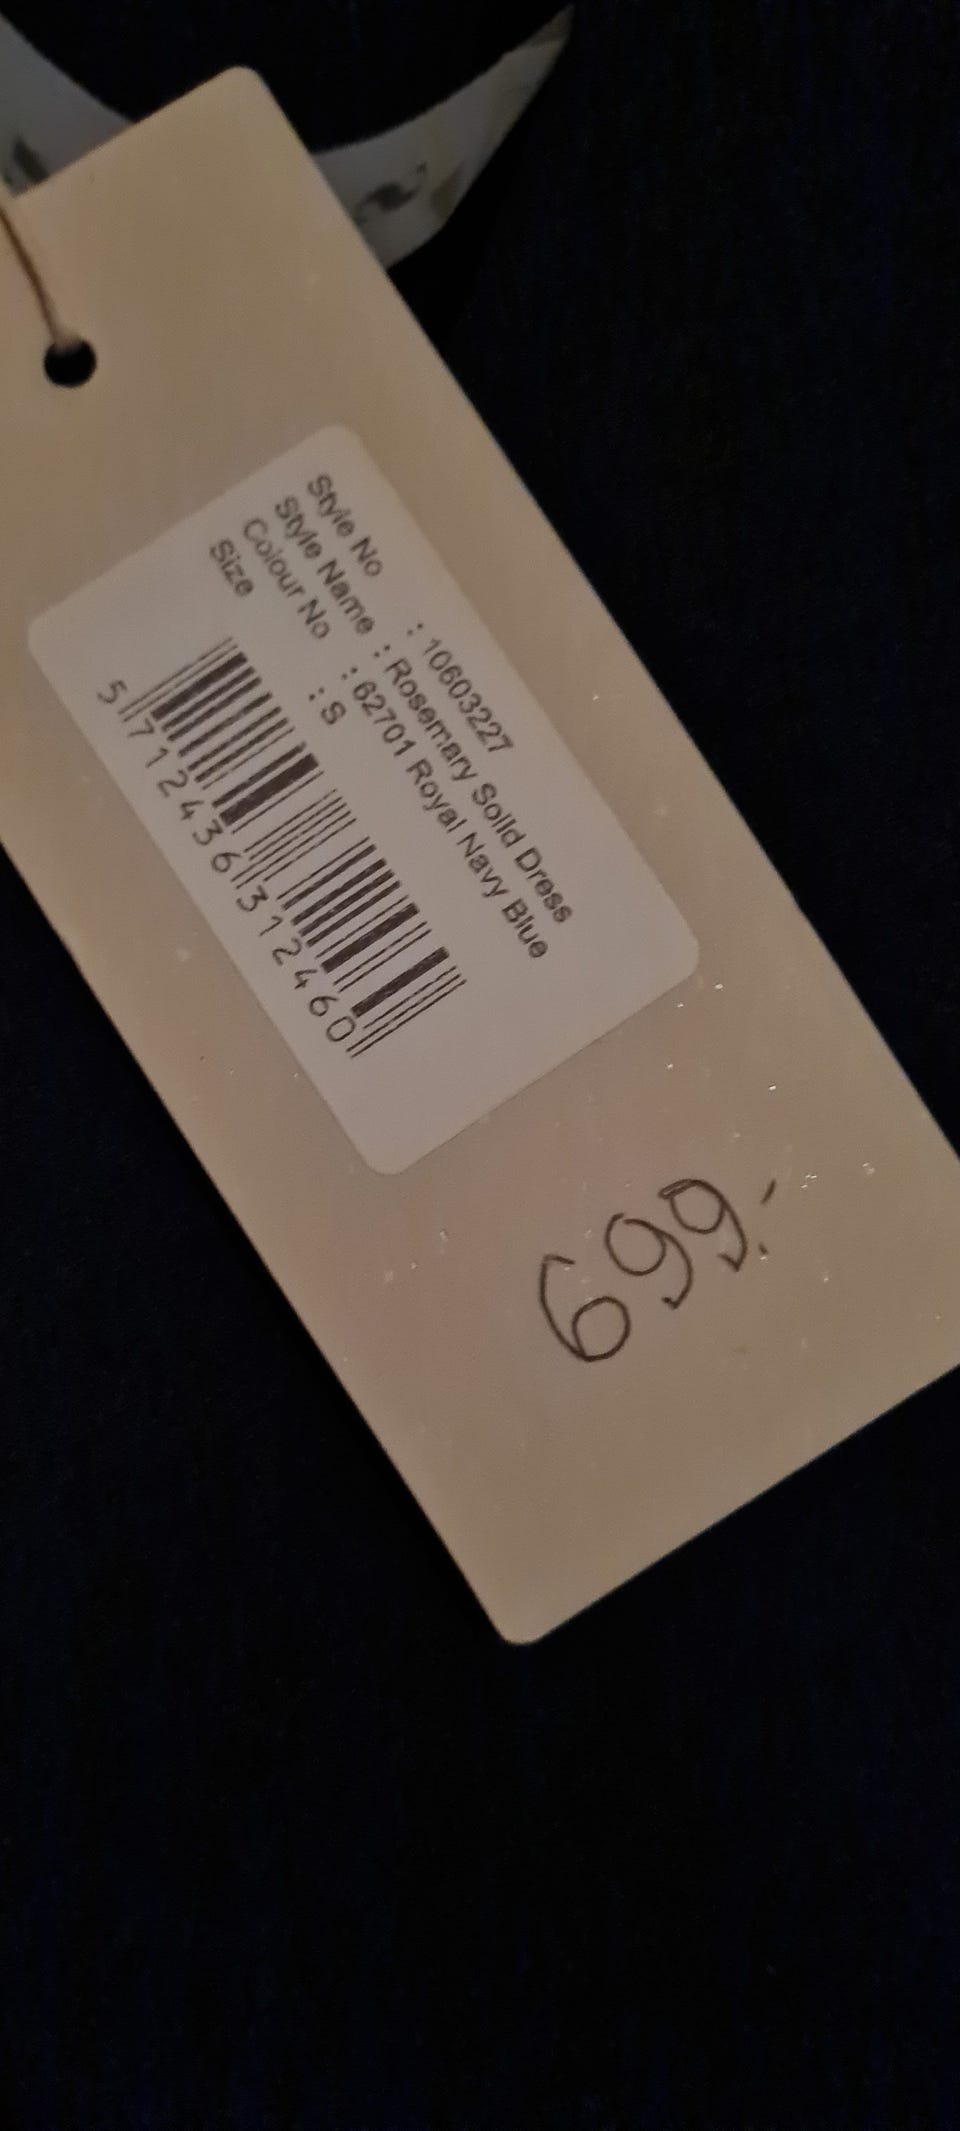 Style No : 10603227
Style Name : Rosemary Solid Dress
Colour No : 62701 Royal Navy Blue
Size : S
5 712436 312460
699.-